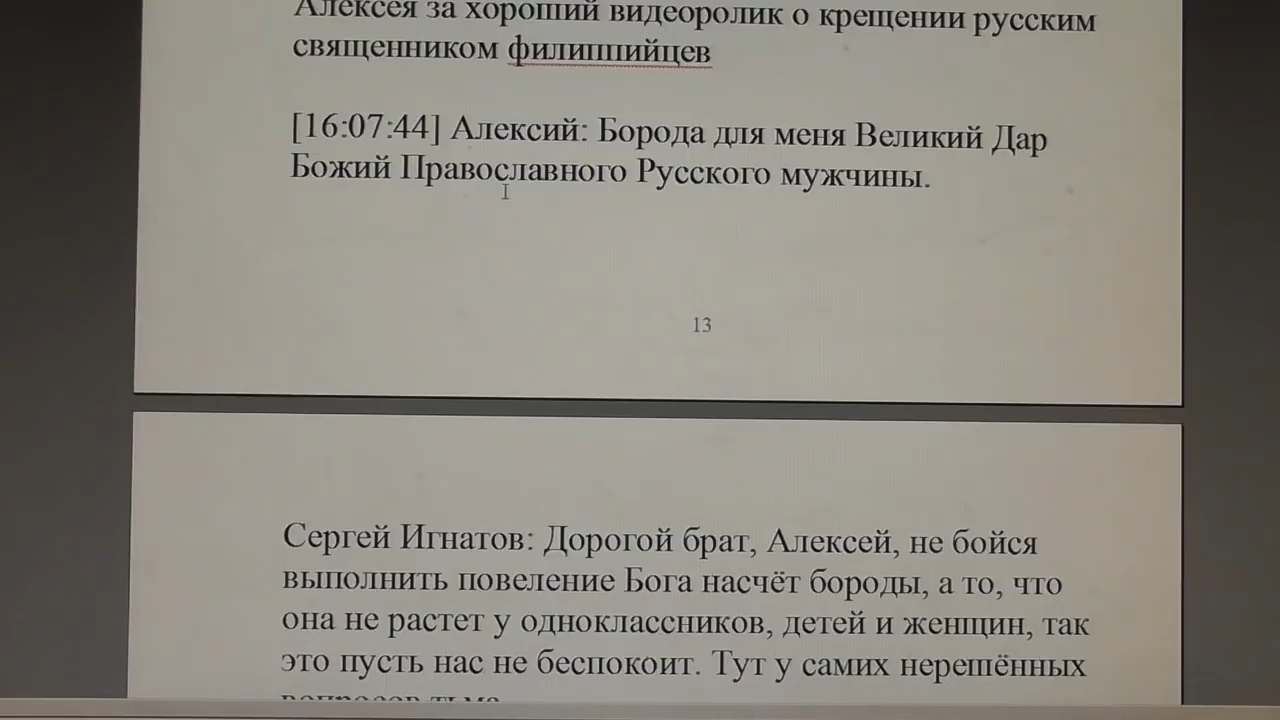 Алексея за хороший видеоролик о крещении русским
священником филиппийцев
[16:07:44] Алексий: Борода для меня Великий Дар
Божий Православного Русского мужчины.
13
Сергей Игнатов: Дорогой брат, Алексей, не бойся
выполнить повеление Бога насчёт бороды, а то, что
она не растет у одноклассников, детей и женщин, так
это пусть нас не беспокоит. Тут у самих нерешённых
вопросов тьма